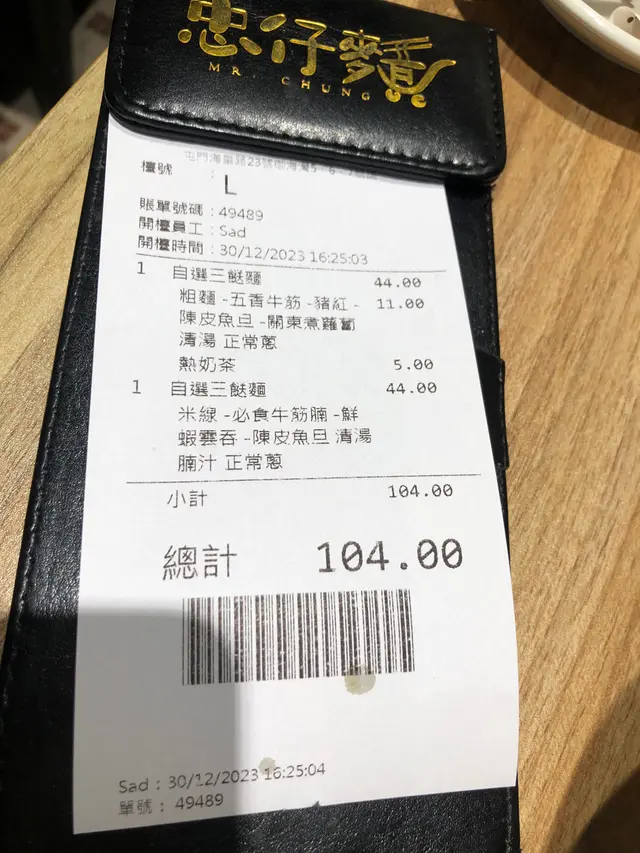 忠仔麵
MR. CHUNG
檯號 : L
賬單號碼 : 49489
開檯員工 : Sad
開檯時間 : 30/12/2023 16:25:03
1 自選三餸麵 44.00
粗麵 -五香牛筋 -豬紅 - 11.00
陳皮魚旦 -關東煮蘿蔔
清湯 正常蔥
熱奶茶 5.00
1 自選三餸麵 44.00
米線 -必食牛筋腩 -鮮
蝦雲吞 -陳皮魚旦 清湯
腩汁 正常蔥
小計 104.00
總計 104.00
Sad : 30/12/2023 16:25:04
單號 : 49489